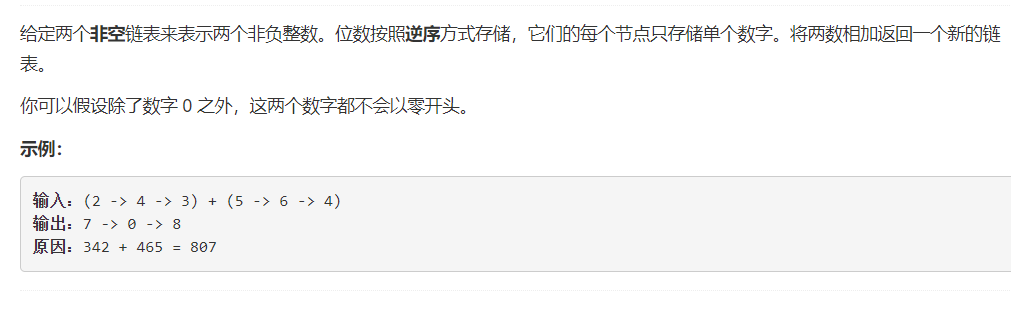 给定两个非空链表来表示两个非负整数。位数按照逆序方式存储，它们的每个节点只存储单个数字。将两数相加返回一个新的链
表。
你可以假设除了数字 0 之外，这两个数字都不会以零开头。
示例：
输入：(2 -> 4 -> 3) + (5 -> 6 -> 4)
输出：7 -> 0 -> 8
原因：342 + 465 = 807